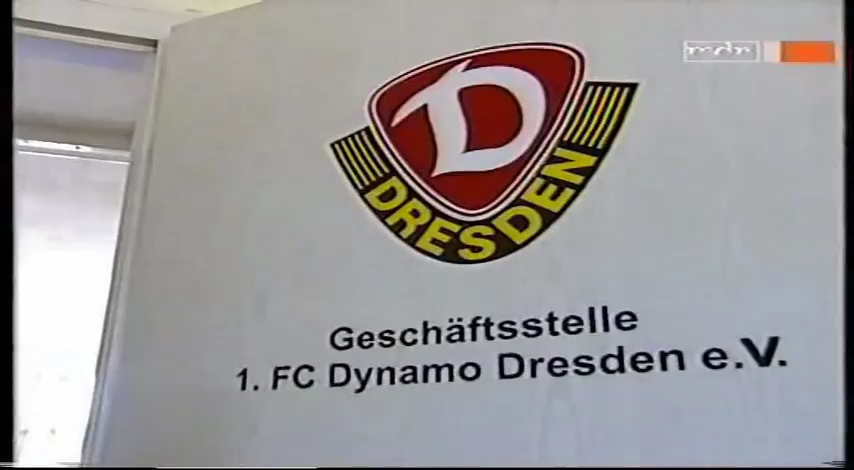 mdr
D
DRESDEN
Geschäftsstelle
1. FC Dynamo Dresden e.V.